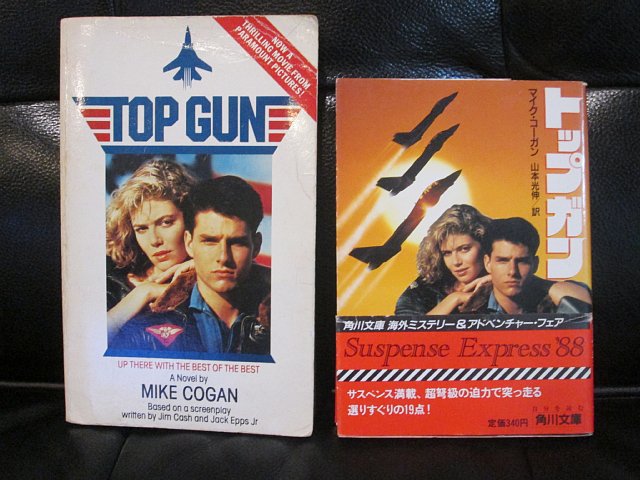 NOW A
THRILLING MOVIE FROM
PARAMOUNT PICTURES!
TOP GUN
UP THERE WITH THE BEST OF THE BEST
A Novel by
MIKE COGAN
Based on a screenplay
written by Jim Cash and Jack Epps Jr
トップガン
マイク・コーガン
山本光伸/訳
角川文庫 海外ミステリー&アドベンチャー・フェア
Suspense Express '88
サスペンス満載、超弩級の迫力で突っ走る
選りすぐりの19点!
自分を読む
定価340円 角川文庫